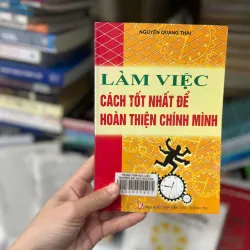 NGUYỄN QUANG THÁI
LÀM VIỆC
CÁCH TỐT NHẤT ĐỂ
HOÀN THIỆN CHÍNH MÌNH